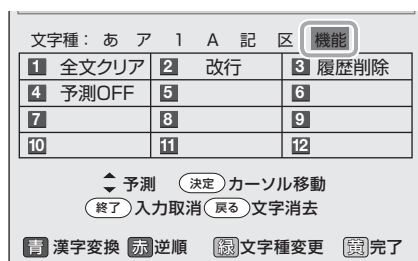 文字種： あ ア 1 A 記 区 機能
1 全文クリア 2 改行 3 履歴削除
4 予測OFF 5 6
7 8 9
10 11 12
予測 決定 カーソル移動
終了 入力取消 戻る 文字消去
青 漢字変換 赤 逆順 緑 文字種変更 黄 完了